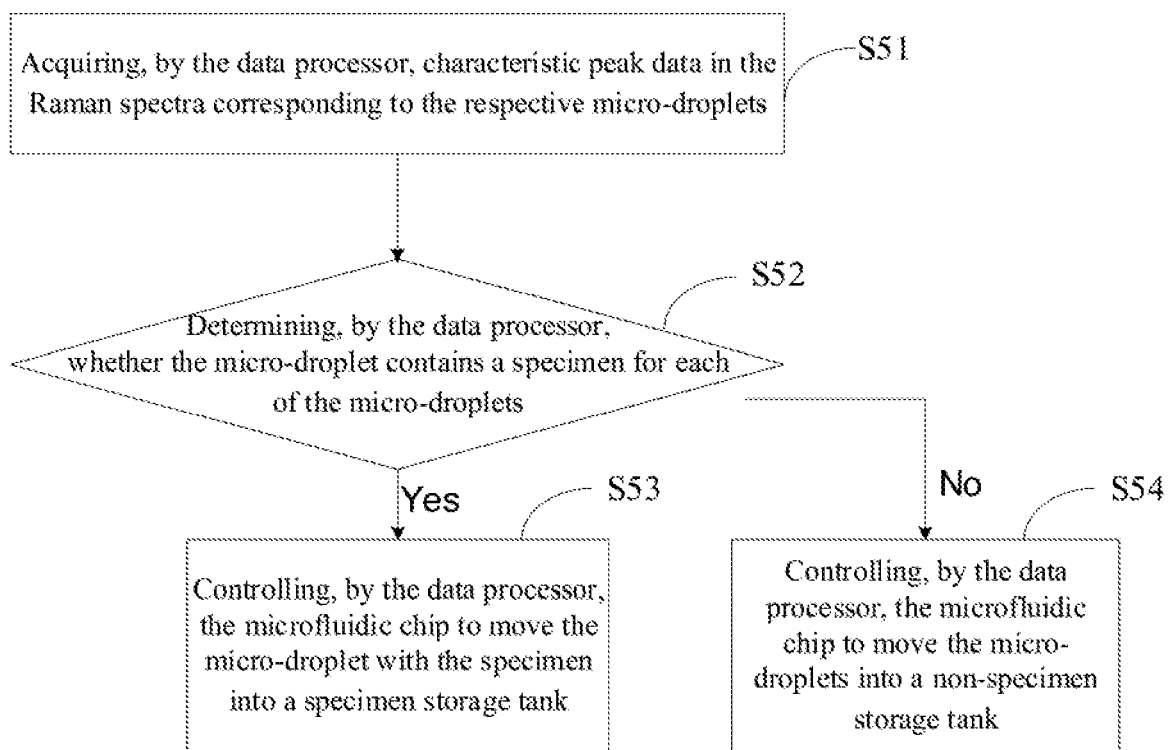 S51
Acquiring, by the data processor, characteristic peak data in the
Raman spectra corresponding to the respective micro-droplets
S52
Determining, by the data processor,
whether the micro-droplet contains a specimen for each
of the micro-droplets
Yes
No
S53
S54
Controlling, by the data processor,
the microfluidic chip to move the
micro-droplet with the specimen
into a specimen storage tank
Controlling, by the data
processor, the microfluidic
chip to move the micro-
droplets into a non-specimen
storage tank